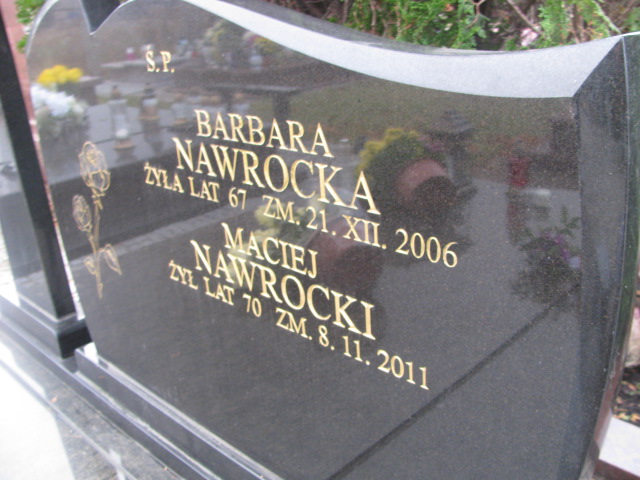 Ś.P.
BARBARA
NAWROCKA
ŻYŁA LAT 67 ZM. 21. XII. 2006
MACIEJ
NAWROCKI
ŻYŁ LAT 70 ZM. 8. 11. 2011